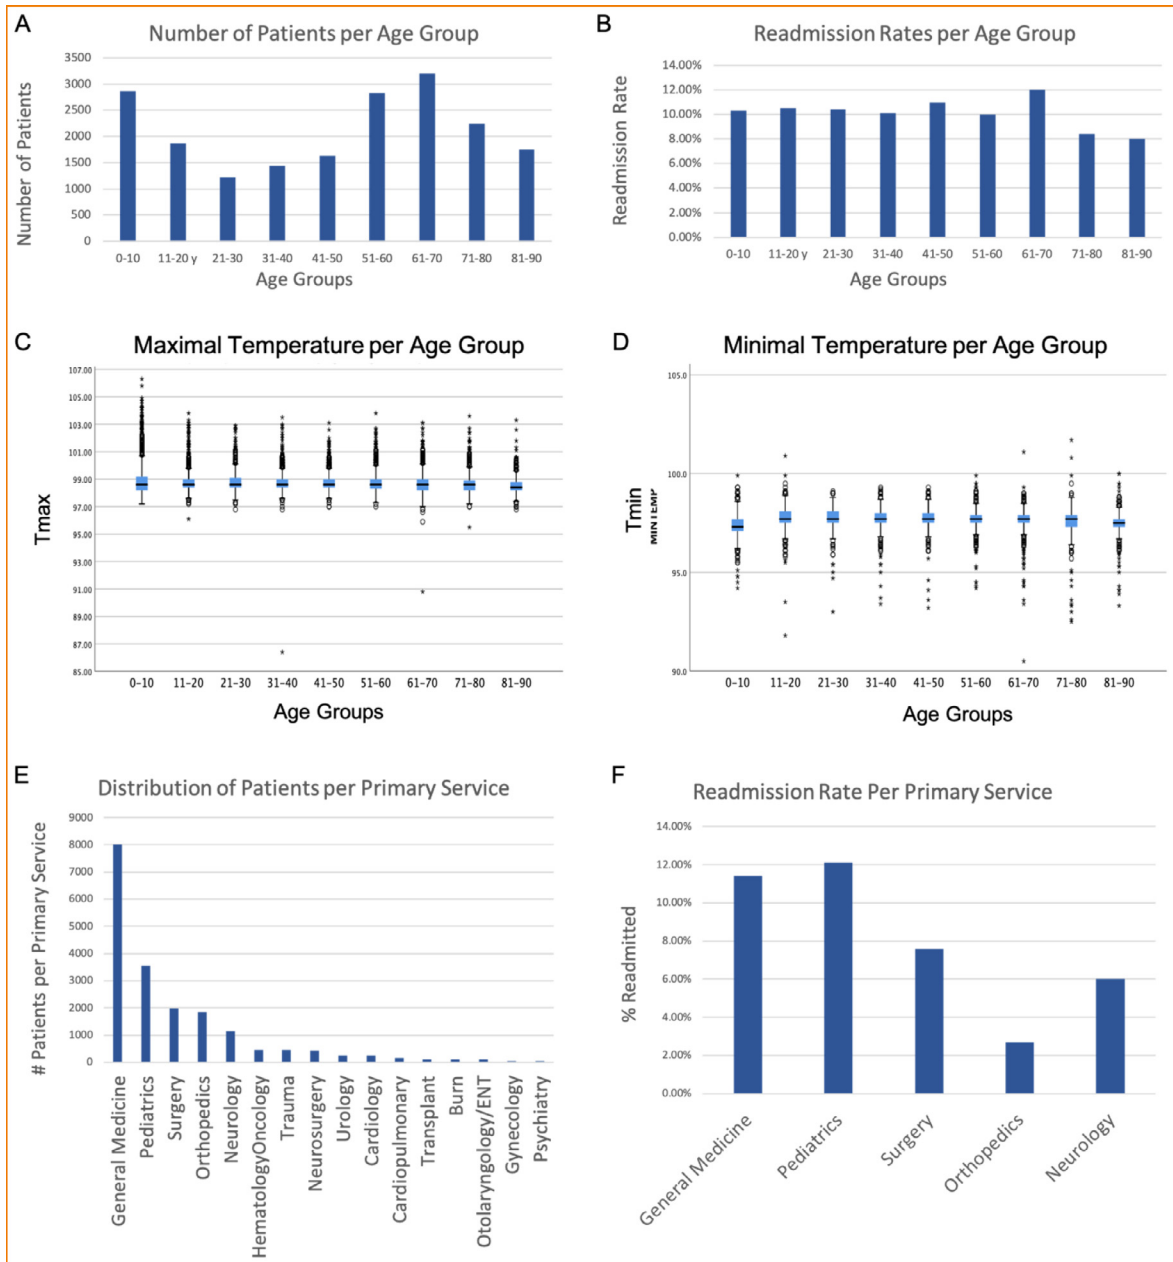 A
Number of Patients per Age Group
Number of Patients
3500
3000
2500
2000
1500
1000
500
0
0-10 11-20 y 21-30 31-40 41-50 51-60 61-70 71-80 81-90
Age Groups
B
Readmission Rates per Age Group
Readmission Rate
14.00%
12.00%
10.00%
8.00%
6.00%
4.00%
2.00%
0.00%
0-10 11-20 y 21-30 31-40 41-50 51-60 61-70 71-80 81-90
Age Groups
C
Maximal Temperature per Age Group
Tmax
107.00
105.00
103.00
101.00
99.00
97.00
95.00
93.00
91.00
89.00
87.00
85.00
0-10 11-20 21-30 31-40 41-50 51-60 61-70 71-80 81-90
Age Groups
D
Minimal Temperature per Age Group
Tmin
MINTEMP
105.0
100.0
95.0
90.0
0-10 11-20 21-30 31-40 41-50 51-60 61-70 71-80 81-90
Age Groups
E
Distribution of Patients per Primary Service
# Patients per Primary Service
9000
8000
7000
6000
5000
4000
3000
2000
1000
0
General Medicine
Pediatrics
Surgery
Orthopedics
Neurology
HematologyOncology
Trauma
Neurosurgery
Urology
Cardiology
Cardiopulmonary
Transplant
Burn
Otolaryngology/ENT
Gynecology
Psychiatry
F
Readmission Rate Per Primary Service
% Readmitted
14.00%
12.00%
10.00%
8.00%
6.00%
4.00%
2.00%
0.00%
General Medicine
Pediatrics
Surgery
Orthopedics
Neurology